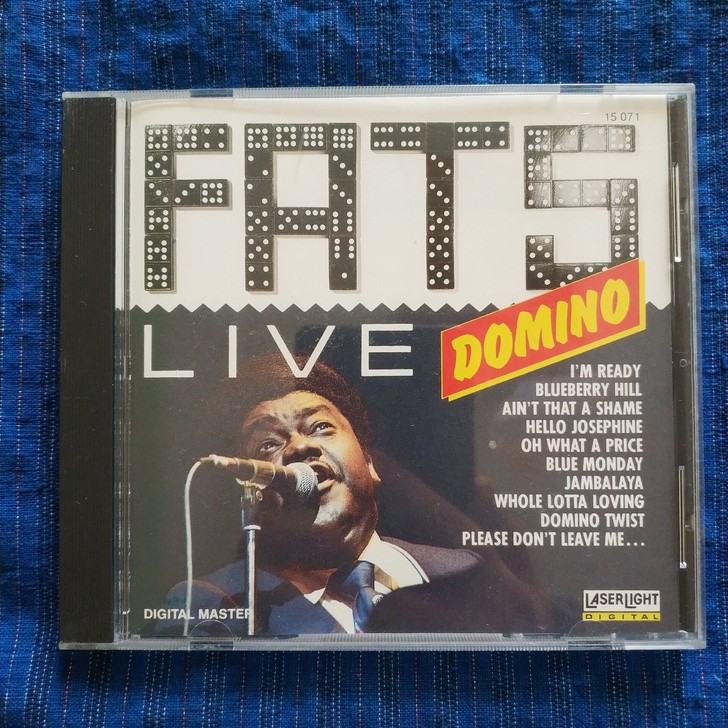 15 071
FATS
LIVE
DOMINO
I'M READY
BLUEBERRY HILL
AIN'T THAT A SHAME
HELLO JOSEPHINE
OH WHAT A PRICE
BLUE MONDAY
JAMBALAYA
WHOLE LOTTA LOVING
DOMINO TWIST
PLEASE DON'T LEAVE ME...
DIGITAL MASTER
LASERLIGHT
DIGITAL